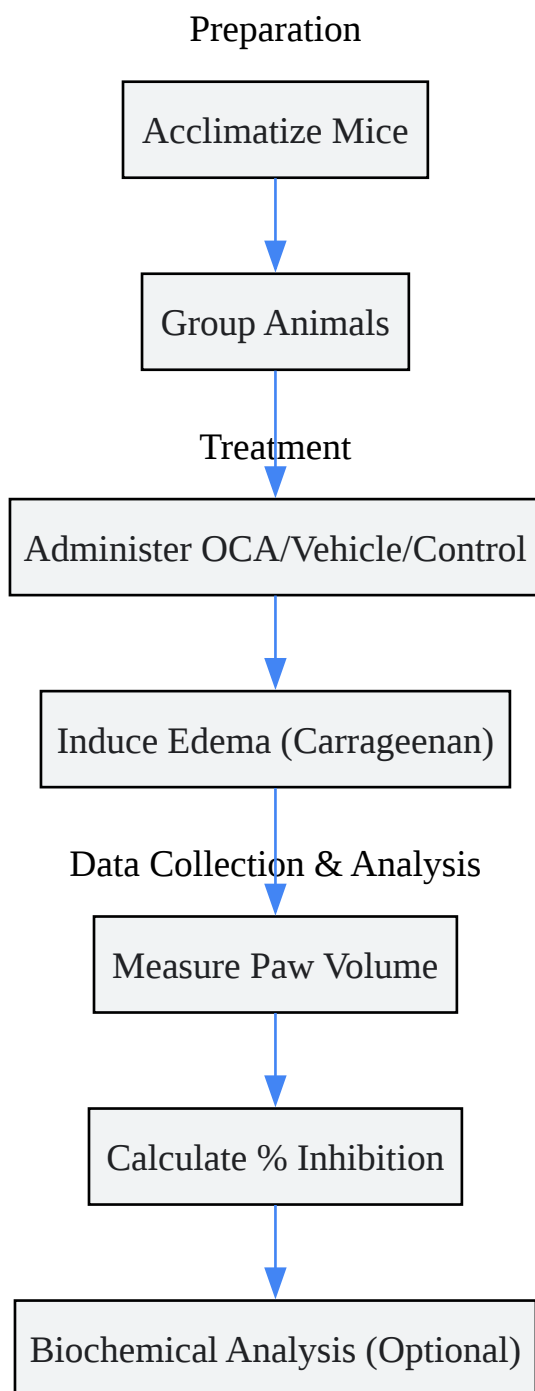 Preparation
Acclimatize Mice
Group Animals
Treatment
Administer OCA/Vehicle/Control
Induce Edema (Carrageenan)
Data Collection & Analysis
Measure Paw Volume
Calculate % Inhibition
Biochemical Analysis (Optional)